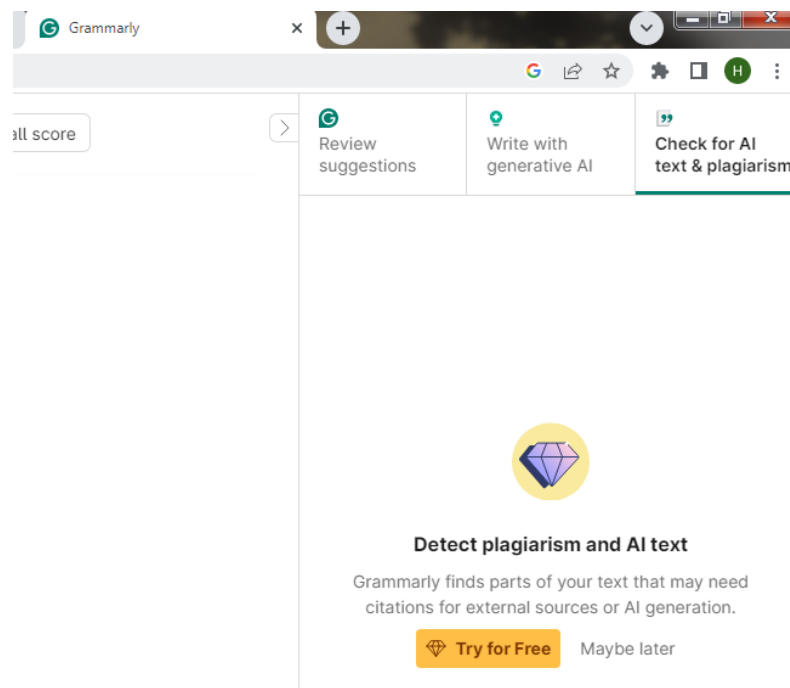 Grammarly
G
H
all score
Review
suggestions
Write with
generative AI
Check for AI
text & plagiarism
Detect plagiarism and AI text
Grammarly finds parts of your text that may need
citations for external sources or AI generation.
Try for Free
Maybe later